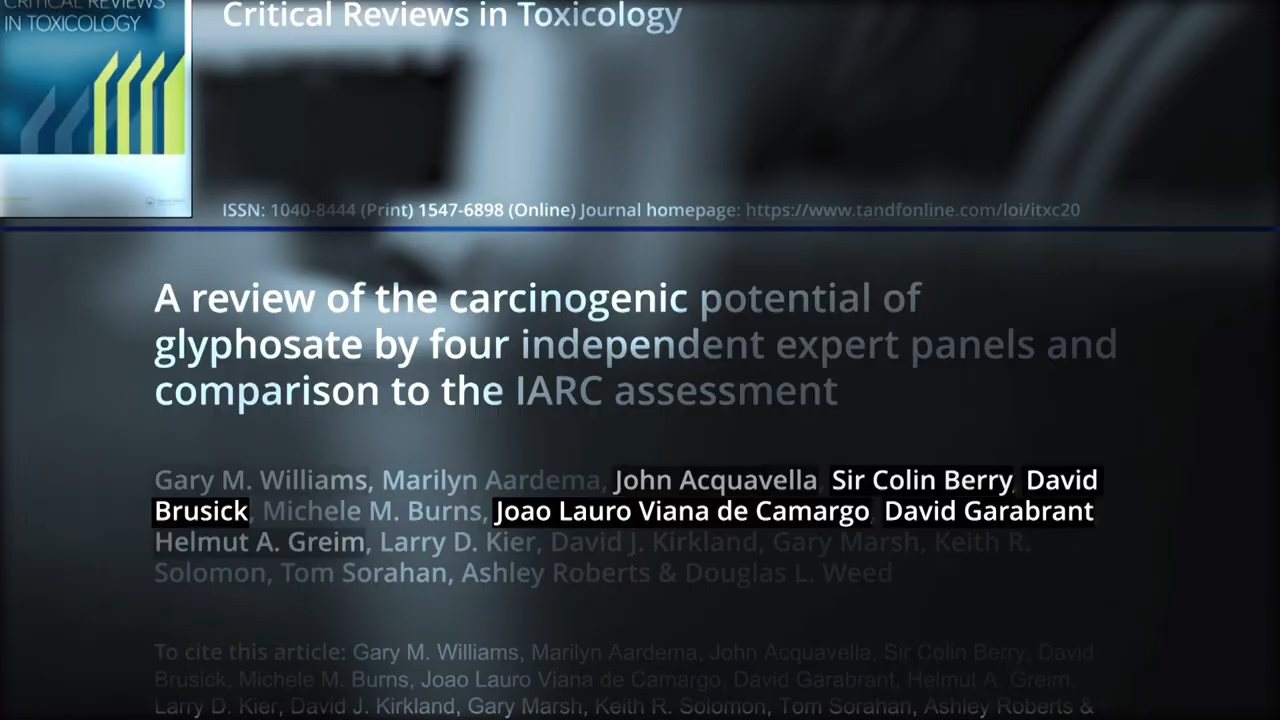 CRITICAL REVIEWS
IN TOXICOLOGY
Critical Reviews in Toxicology
ISSN: 1040-8444 (Print) 1547-6898 (Online) Journal homepage: https://www.tandfonline.com/loi/itxc20
A review of the carcinogenic potential of
glyphosate by four independent expert panels and
comparison to the IARC assessment
Gary M. Williams, Marilyn Aardema, John Acquavella, Sir Colin Berry, David
Brusick, Michele M. Burns, Joao Lauro Viana de Camargo, David Garabrant
Helmut A. Greim, Larry D. Kier, David J. Kirkland, Gary Marsh, Keith R.
Solomon, Tom Sorahan, Ashley Roberts & Douglas L. Weed
To cite this article: Gary M. Williams, Marilyn Aardema, John Acquavella, Sir Colin Berry, David
Brusick, Michele M. Burns, Joao Lauro Viana de Camargo, David Garabrant, Helmut A. Greim,
Larry D. Kier, David J. Kirkland, Gary Marsh, Keith R. Solomon, Tom Sorahan, Ashley Roberts &